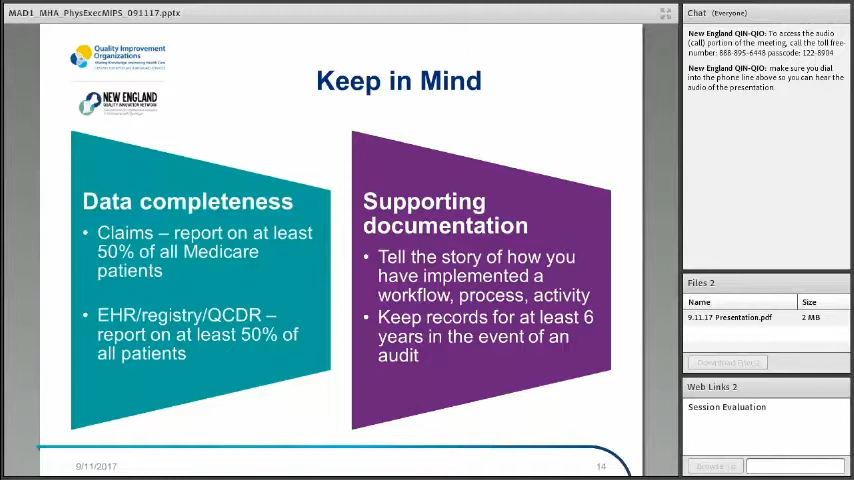 MAD1_MHA_PhysExecMIPS_091117.pptx
Quality Improvement
Organizations
Sharing Knowledge. Improving Health Care.
NEW ENGLAND
QUALITY INNOVATION NETWORK
Keep in Mind
Data completeness
• Claims – report on at least
50% of all Medicare
patients
• EHR/registry/QCDR –
report on at least 50% of
all patients
Supporting
documentation
• Tell the story of how you
have implemented a
workflow, process, activity
• Keep records for at least 6
years in the event of an
audit
9/11/2017
14
Chat (Everyone)
New England QIN-QIO: To access the audio
(call) portion of the meeting, call the toll free-
number: 888-895-6448 passcode: 122-8904
New England QIN-QIO: make sure you dial
into the phone line above so you can hear the
audio of the presentation.
Files 2
Name Size
9.11.17 Presentation.pdf 2 MB
Download File(s)
Web Links 2
Session Evaluation
Browse To